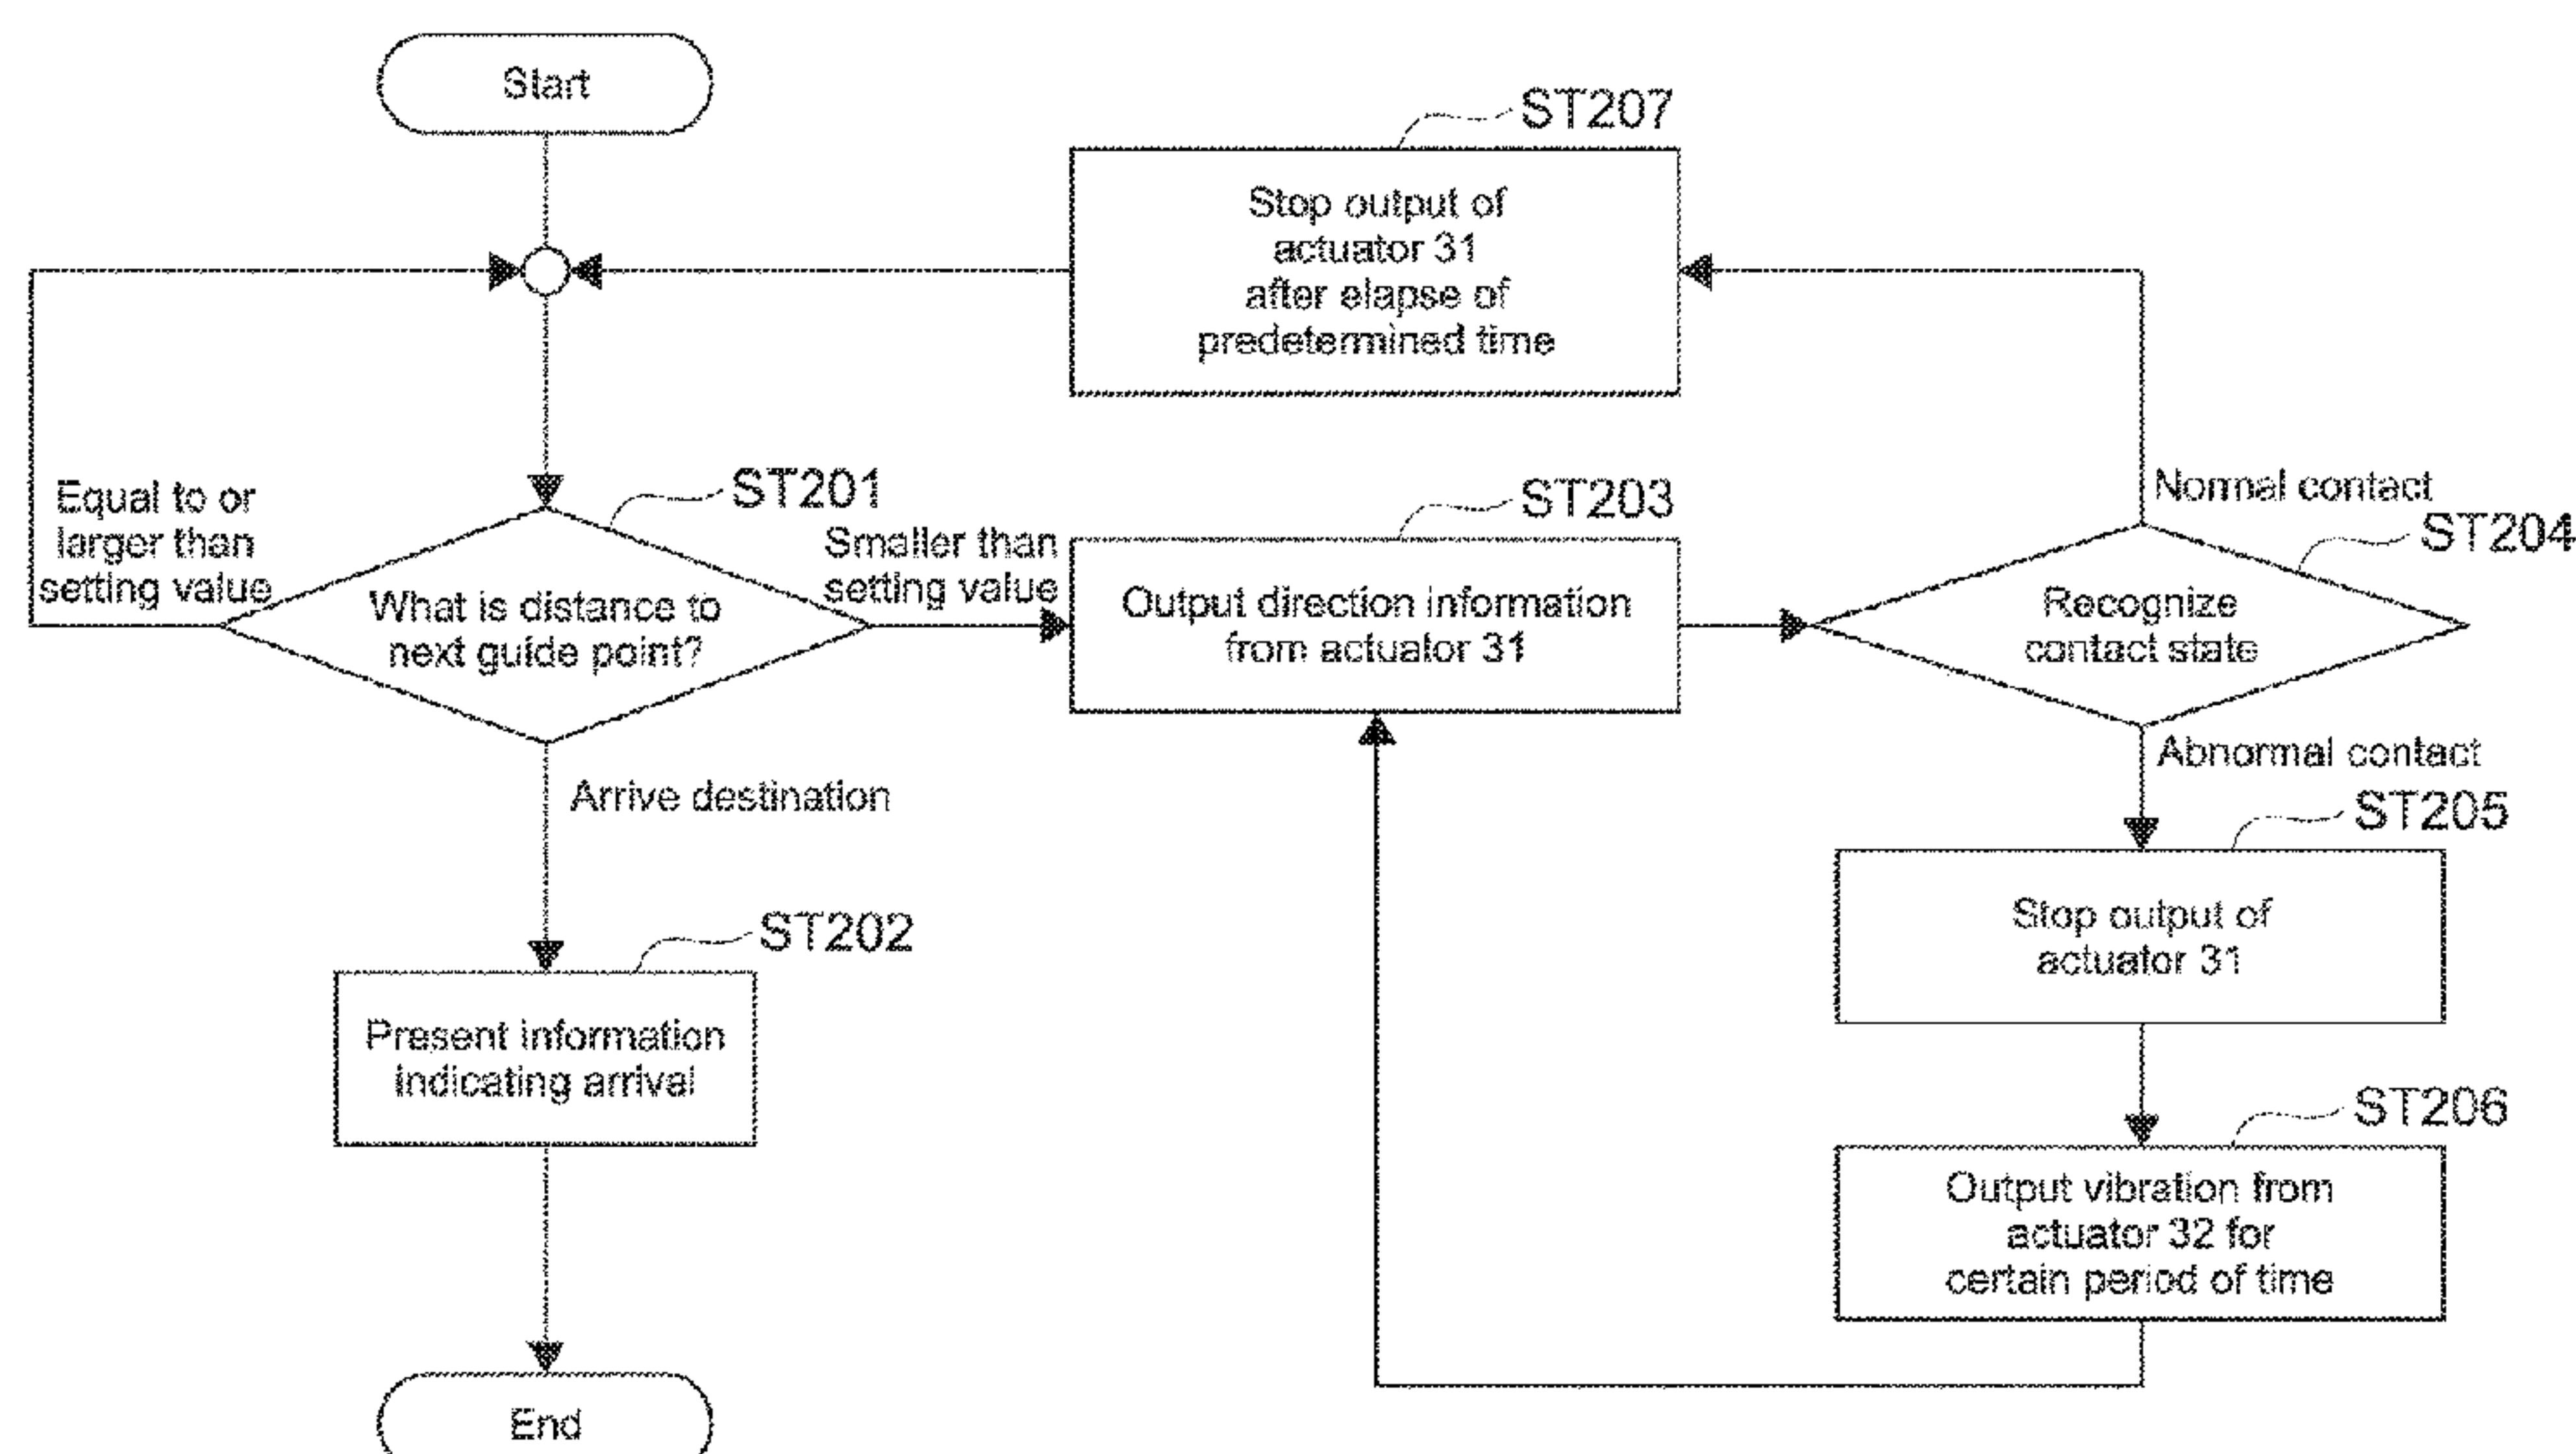 Start
ST207
Stop output of
actuator 31
after elapse of
predetermined time
Equal to or
larger than
setting value
ST201
What is distance to
next guide point?
Smaller than
setting value
ST203
Output direction information
from actuator 31
Normal contact
ST204
Recognize
contact state
Abnormal contact
Arrive destination
ST205
Stop output of
actuator 31
ST202
Present information
indicating arrival
ST206
Output vibration from
actuator 32 for
certain period of time
End